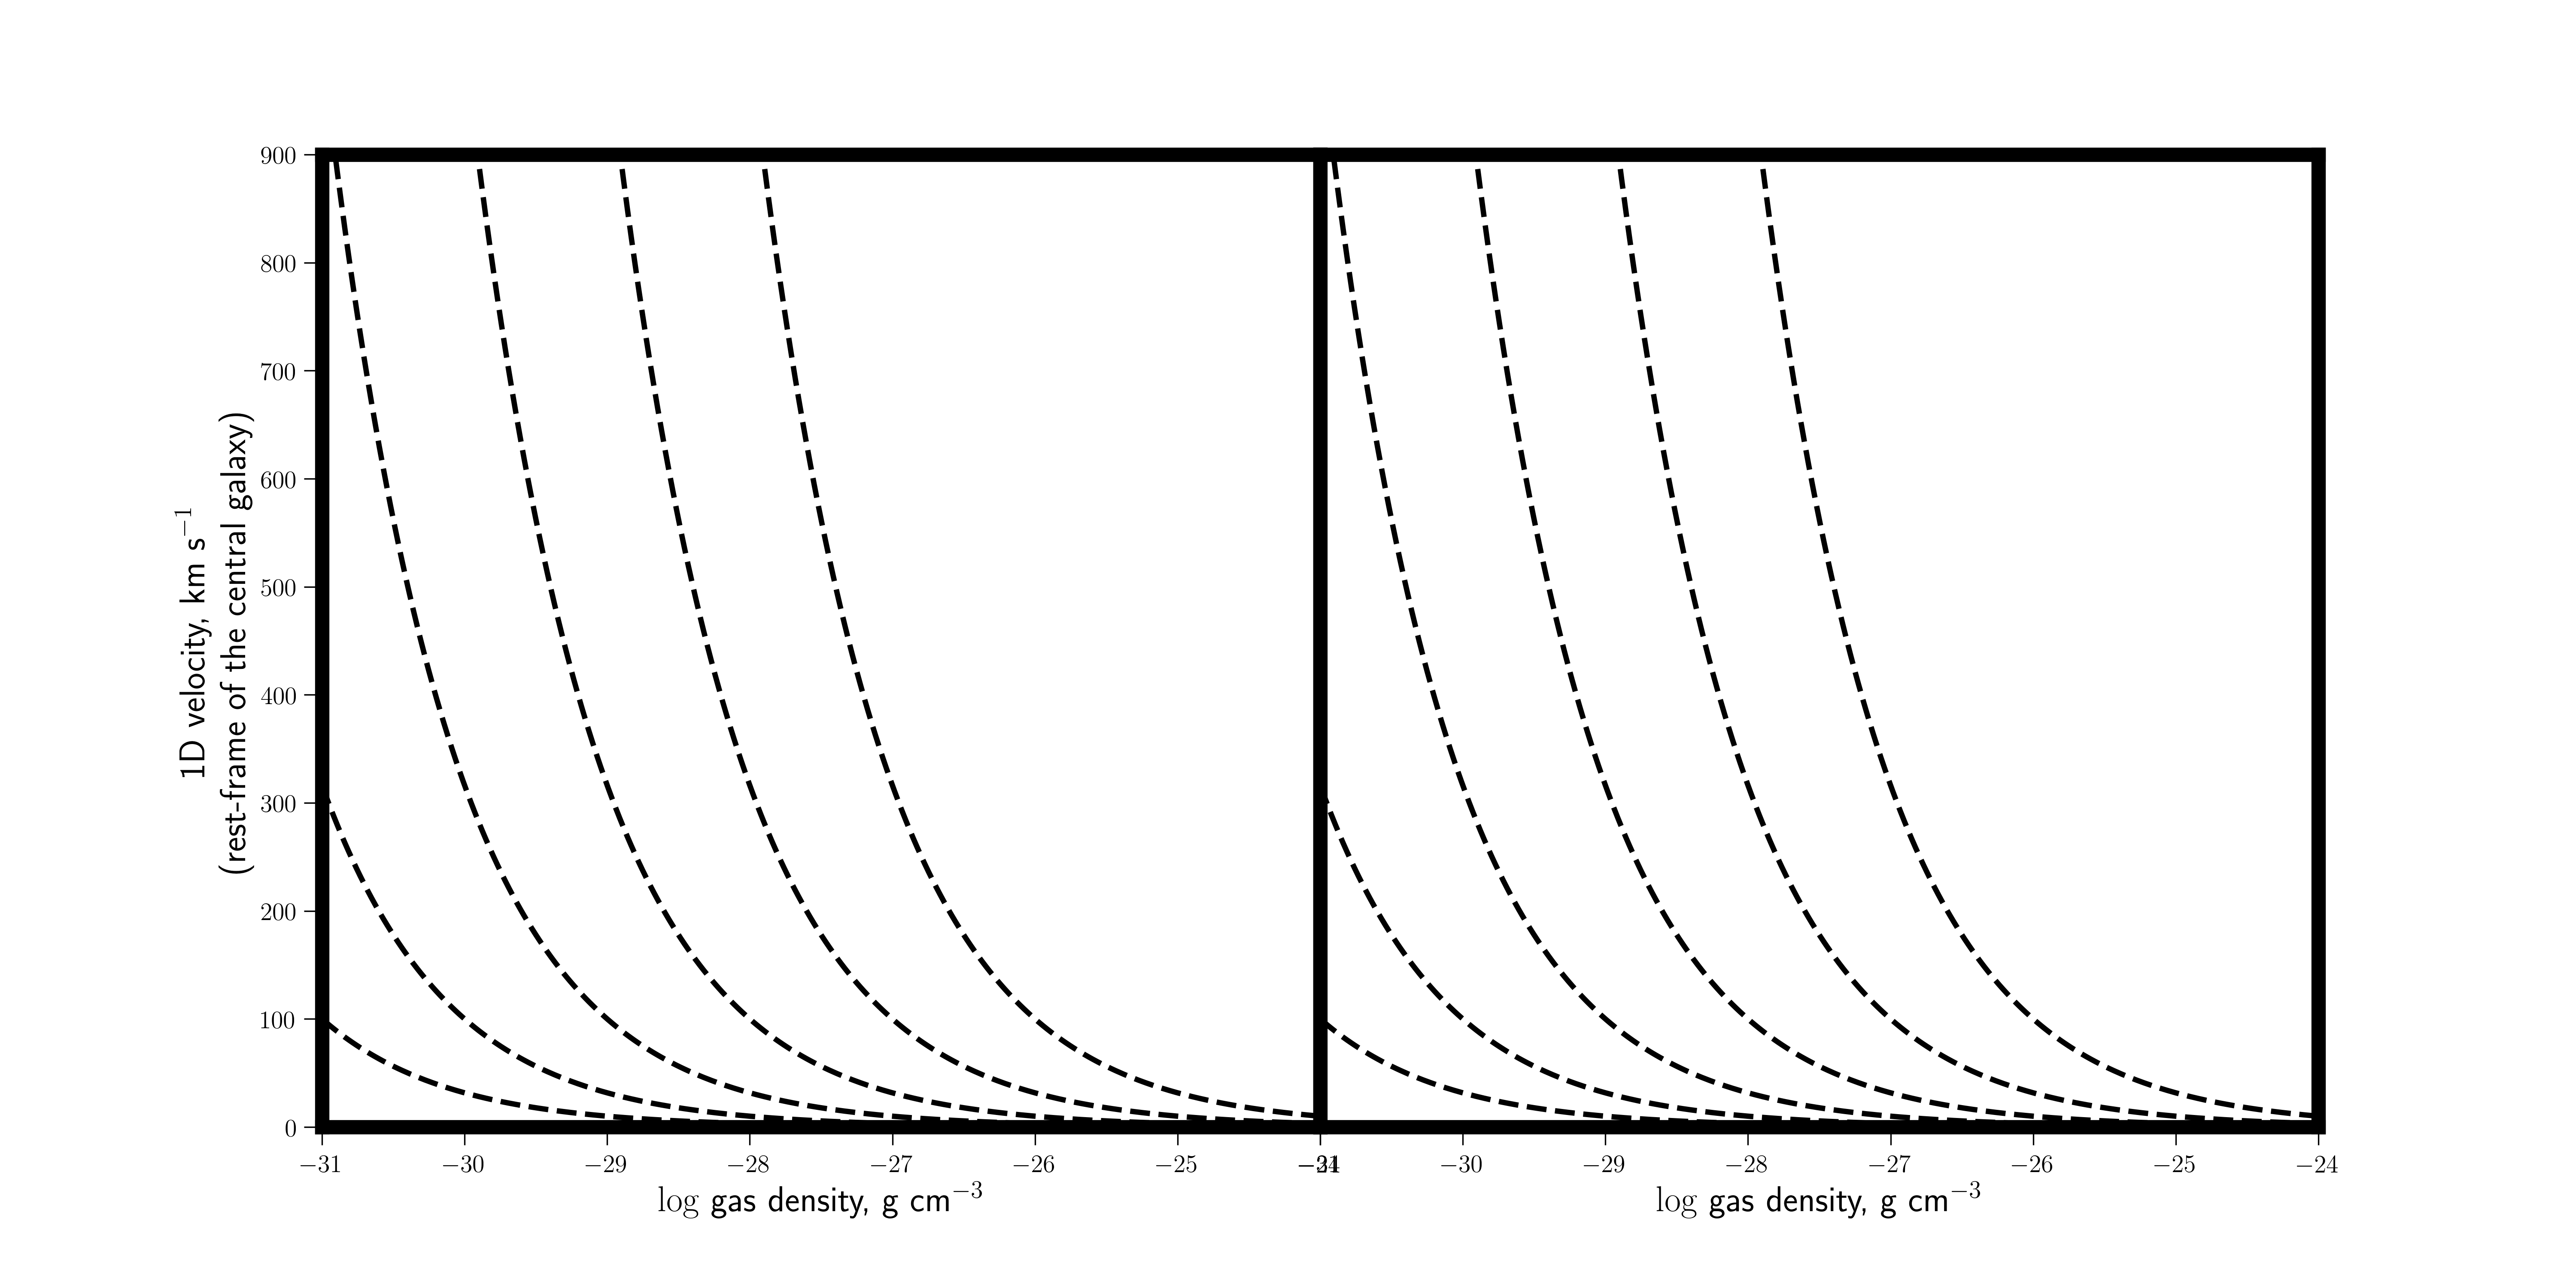 900
800
700
600
500
400
300
200
100
0
1D velocity, km s⁻¹
(rest-frame of the central galaxy)
−31 −30 −29 −28 −27 −26 −25 −30 −29 −28 −27 −26 −25 −24
log gas density, g cm⁻³ log gas density, g cm⁻³